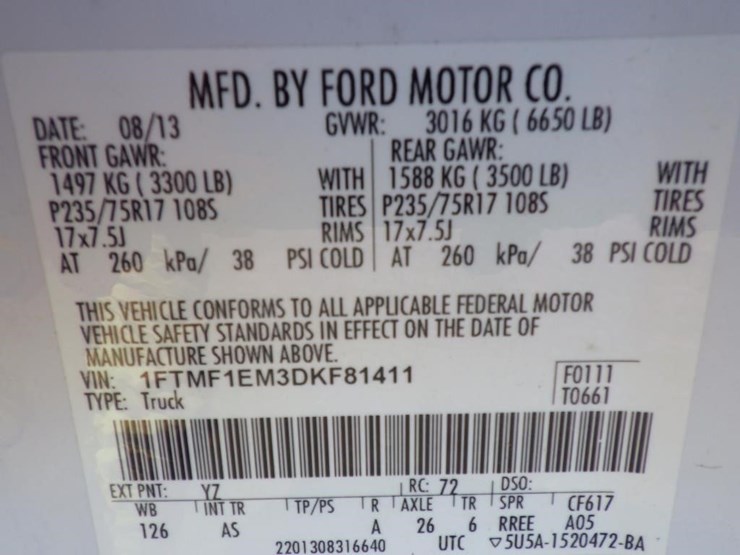 MFD. BY FORD MOTOR CO.
DATE: 08/13 GVWR: 3016 KG ( 6650 LB)
FRONT GAWR: REAR GAWR:
1497 KG ( 3300 LB) WITH 1588 KG ( 3500 LB) WITH
P235/75R17 108S TIRES P235/75R17 108S TIRES
17x7.5J RIMS 17x7.5J RIMS
AT 260 kPa/ 38 PSI COLD AT 260 kPa/ 38 PSI COLD
THIS VEHICLE CONFORMS TO ALL APPLICABLE FEDERAL MOTOR
VEHICLE SAFETY STANDARDS IN EFFECT ON THE DATE OF
MANUFACTURE SHOWN ABOVE.
VIN: 1FTMF1EM3DKF81411 F0111
TYPE: Truck T0661
EXT PNT: YZ RC: 72 DSO:
WB INT TR TP/PS R AXLE TR SPR CF617
126 AS A 26 6 RREE A05
2201308316640 UTC ▽5U5A-1520472-BA